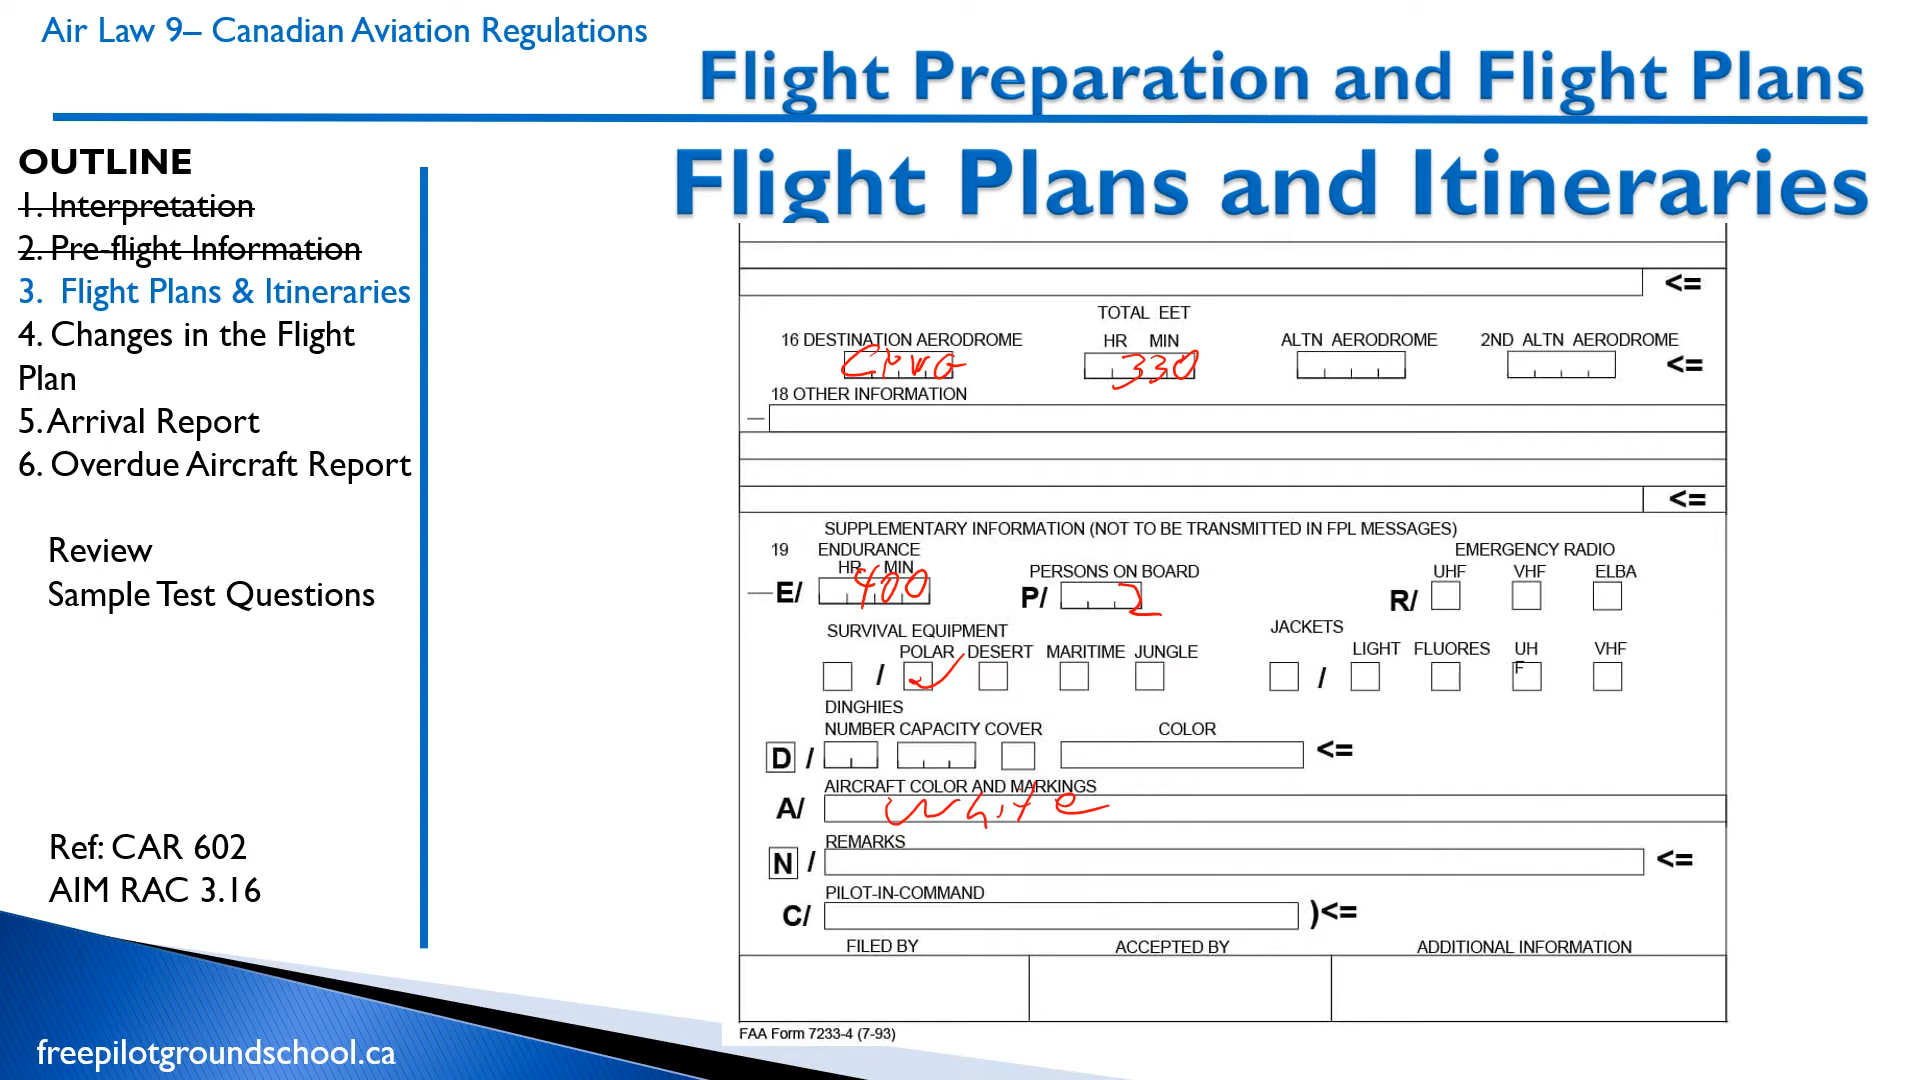 Air Law 9– Canadian Aviation Regulations
Flight Preparation and Flight Plans
Flight Plans and Itineraries
OUTLINE
1. Interpretation
2. Pre-flight Information
3. Flight Plans & Itineraries
4. Changes in the Flight
Plan
5. Arrival Report
6. Overdue Aircraft Report
Review
Sample Test Questions
Ref: CAR 602
AIM RAC 3.16
freepilotgroundschool.ca
<=
TOTAL EET
16 DESTINATION AERODROME HR MIN ALTN AERODROME 2ND ALTN AERODROME
330 <=
18 OTHER INFORMATION
<=
SUPPLEMENTARY INFORMATION (NOT TO BE TRANSMITTED IN FPL MESSAGES)
19 ENDURANCE EMERGENCY RADIO
HR MIN PERSONS ON BOARD UHF VHF ELBA
E/ 400 P/ 2 R/
SURVIVAL EQUIPMENT JACKETS
POLAR DESERT MARITIME JUNGLE LIGHT FLUORES UHF VHF
/ /
DINGHIES
NUMBER CAPACITY COVER COLOR
D / <=
AIRCRAFT COLOR AND MARKINGS
A/ White
REMARKS
N / <=
PILOT-IN-COMMAND
C/ )<=
FILED BY ACCEPTED BY ADDITIONAL INFORMATION
FAA Form 7233-4 (7-93)